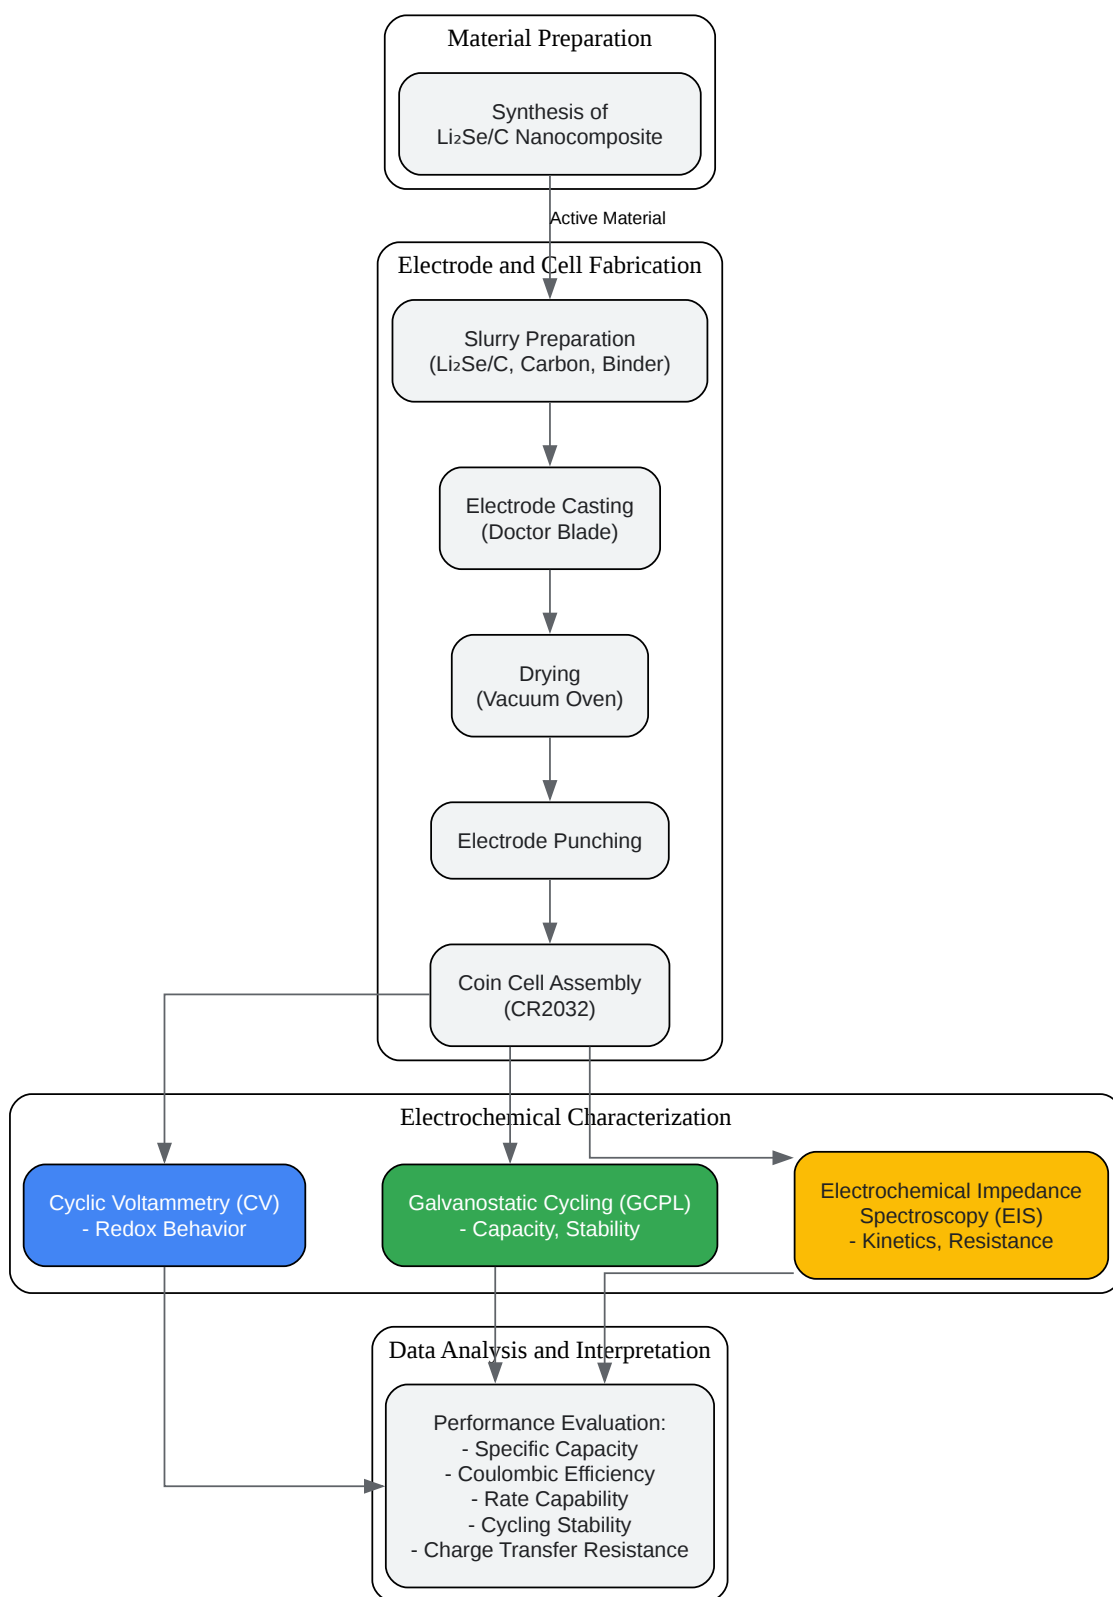 Material Preparation
Synthesis of
Li₂Se/C Nanocomposite
Active Material
Electrode and Cell Fabrication
Slurry Preparation
(Li₂Se/C, Carbon, Binder)
Electrode Casting
(Doctor Blade)
Drying
(Vacuum Oven)
Electrode Punching
Coin Cell Assembly
(CR2032)
Electrochemical Characterization
Cyclic Voltammetry (CV)
- Redox Behavior
Galvanostatic Cycling (GCPL)
- Capacity, Stability
Electrochemical Impedance
Spectroscopy (EIS)
- Kinetics, Resistance
Data Analysis and Interpretation
Performance Evaluation:
- Specific Capacity
- Coulombic Efficiency
- Rate Capability
- Cycling Stability
- Charge Transfer Resistance